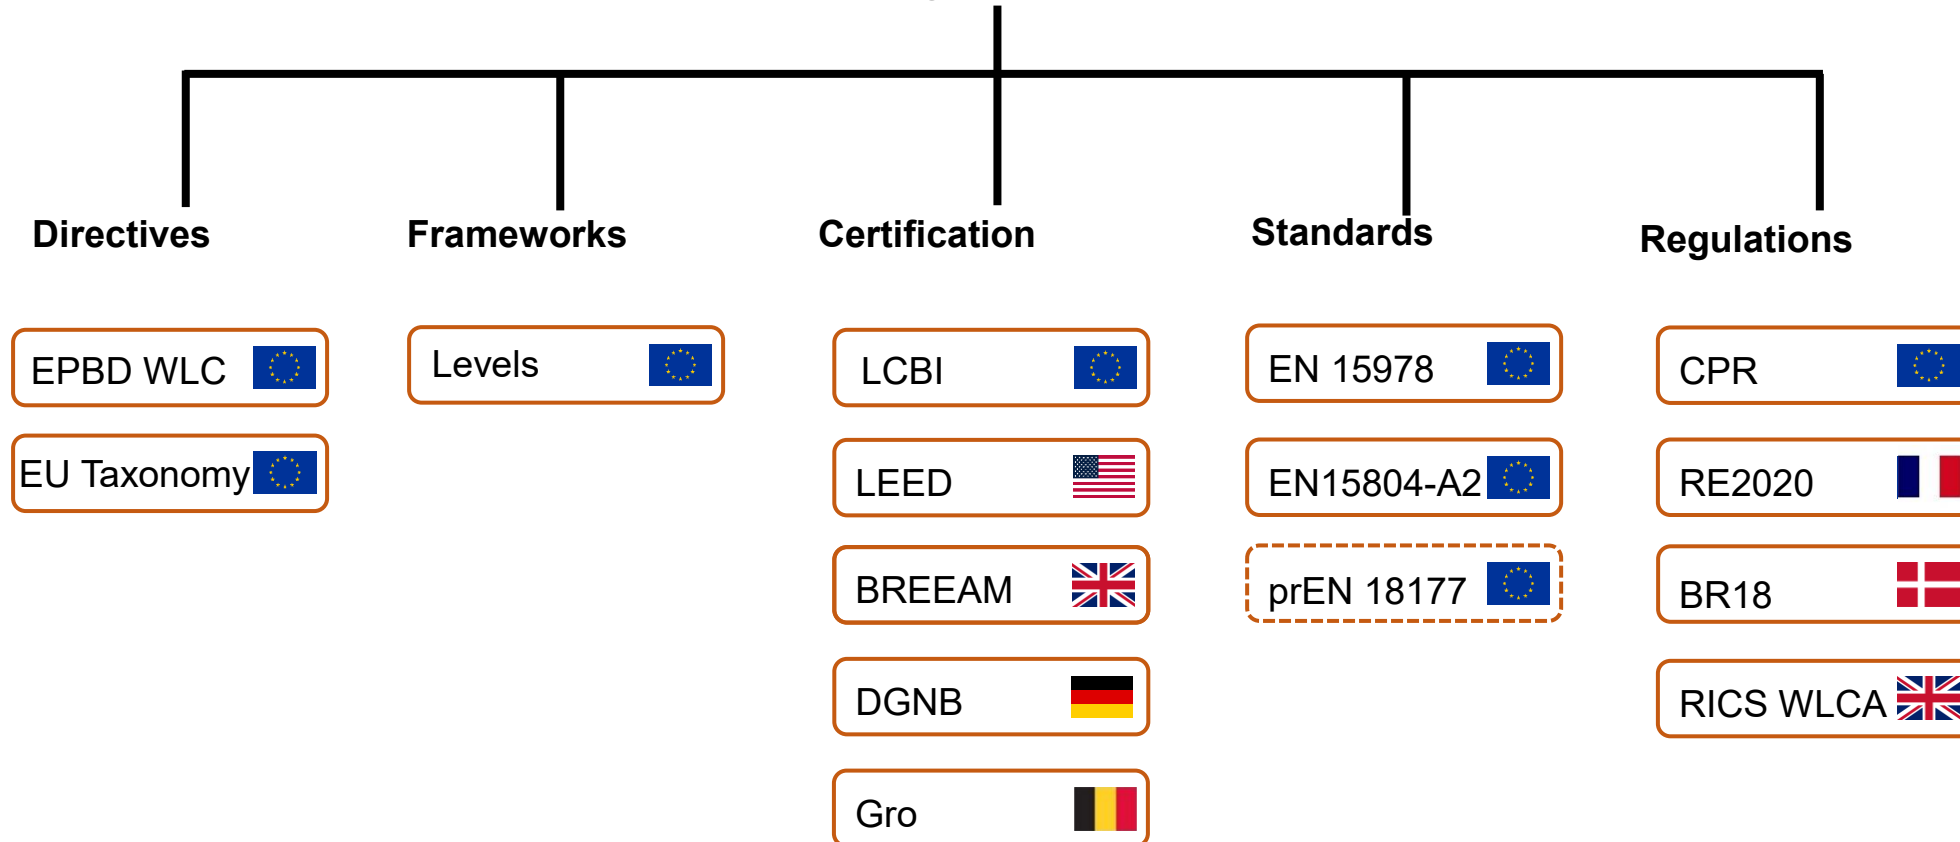 Directives
Frameworks
Certification
Standards
Regulations
EPBD WLC
EU Taxonomy
Levels
LCBI
LEED
BREEAM
DGNB
Gro
EN 15978
EN15804-A2
prEN 18177
CPR
RE2020
BR18
RICS WLCA